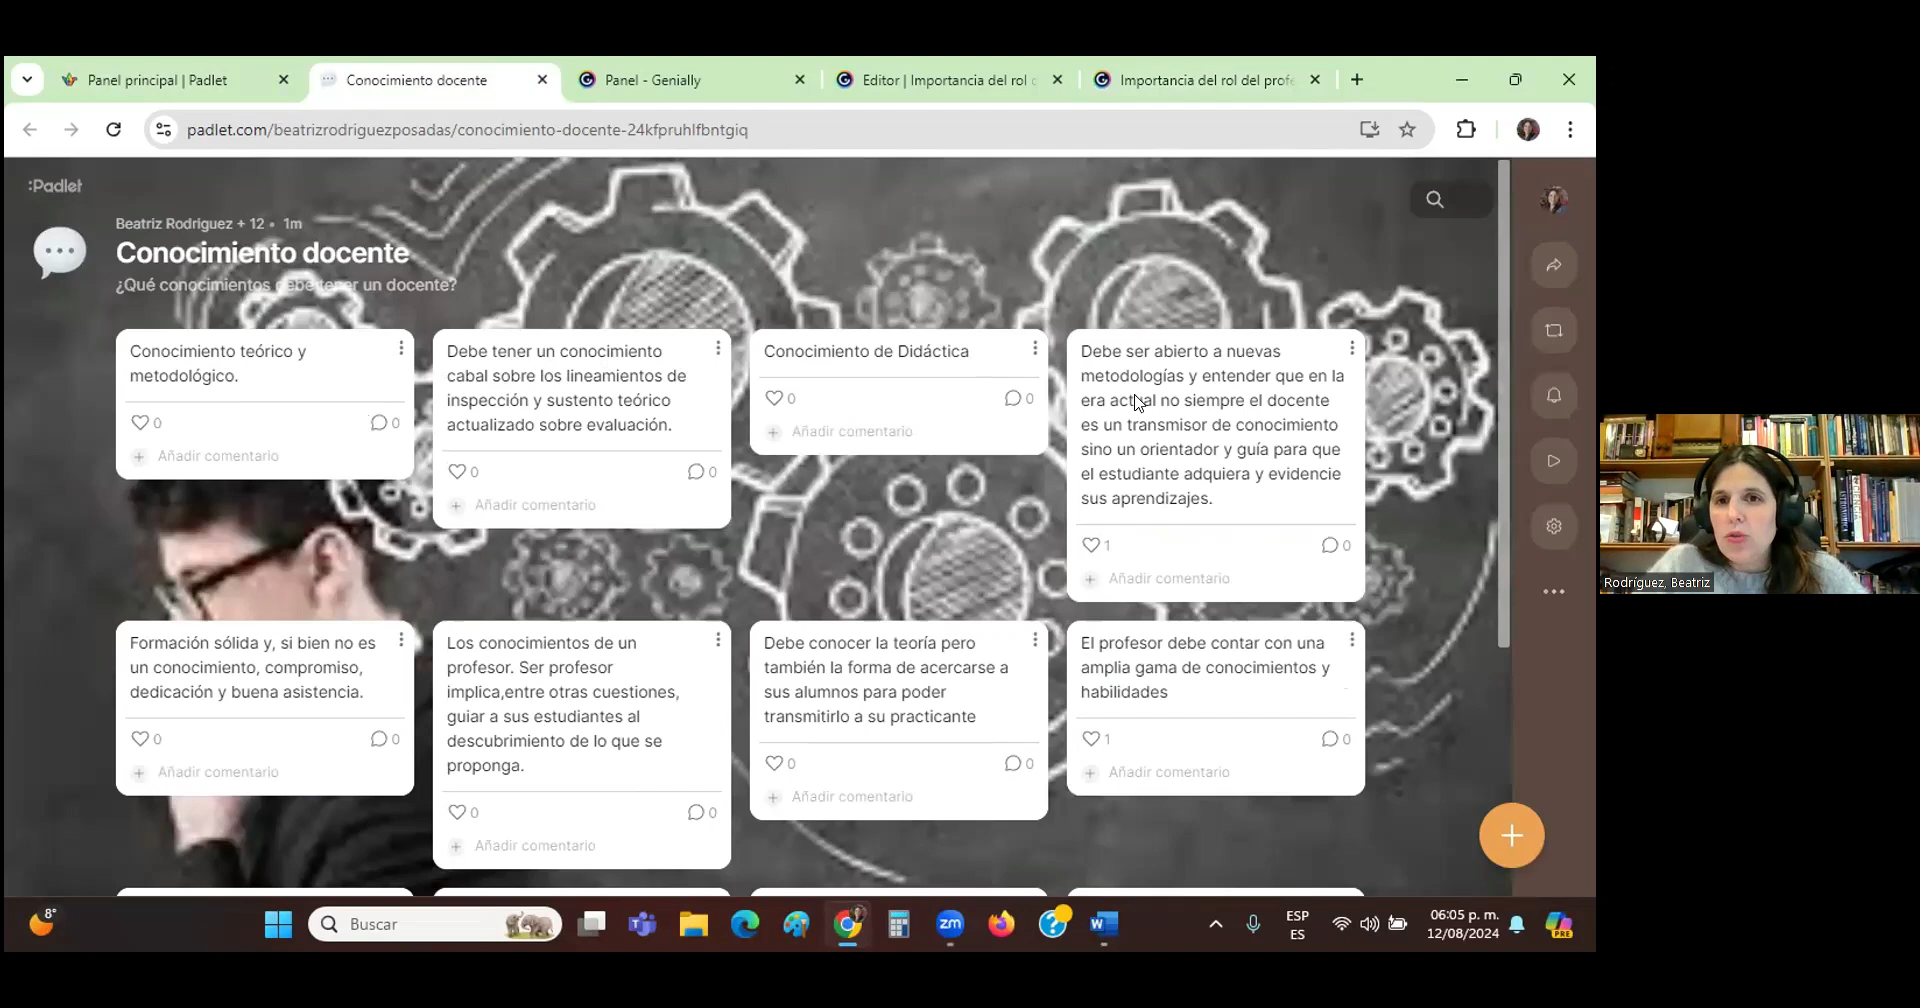 Panel principal | Padlet
Conocimiento docente
Panel - Genially
Editor | Importancia del rol
Importancia del rol del profe
padlet.com/beatrizrodriguezposadas/conocimiento-docente-24kfpruhlfbntgiq
:Padlet
Beatriz Rodriguez + 12 • 1m
Conocimiento docente
¿Qué conocimientos debe tener un docente?
Conocimiento teórico y
metodológico.
0
0
Añadir comentario
Debe tener un conocimiento
cabal sobre los lineamientos de
inspección y sustento teórico
actualizado sobre evaluación.
0
0
Añadir comentario
Conocimiento de Didáctica
0
0
Añadir comentario
Debe ser abierto a nuevas
metodologías y entender que en la
era actual no siempre el docente
es un transmisor de conocimiento
sino un orientador y guía para que
el estudiante adquiera y evidencie
sus aprendizajes.
1
0
Añadir comentario
Formación sólida y, si bien no es
un conocimiento, compromiso,
dedicación y buena asistencia.
0
0
Añadir comentario
Los conocimientos de un
profesor. Ser profesor
implica,entre otras cuestiones,
guiar a sus estudiantes al
descubrimiento de lo que se
proponga.
0
0
Añadir comentario
Debe conocer la teoría pero
también la forma de acercarse a
sus alumnos para poder
transmitirlo a su practicante
0
0
Añadir comentario
El profesor debe contar con una
amplia gama de conocimientos y
habilidades
1
0
Añadir comentario
Rodríguez, Beatriz
8°
Buscar
zm
W
ESP
ES
06:05 p. m.
12/08/2024
PRE